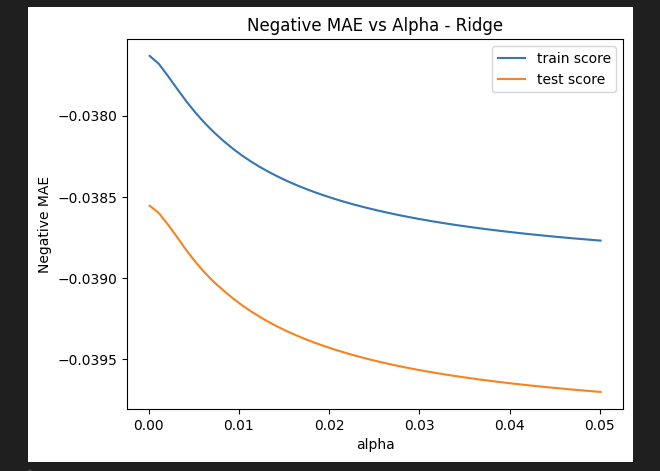 Negative MAE vs Alpha - Ridge
train score
test score
−0.0380
−0.0385
−0.0390
−0.0395
Negative MAE
0.00 0.01 0.02 0.03 0.04 0.05
alpha